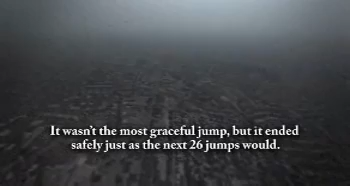 It wasn't the most graceful jump, but it ended
safely just as the next 26 jumps would.